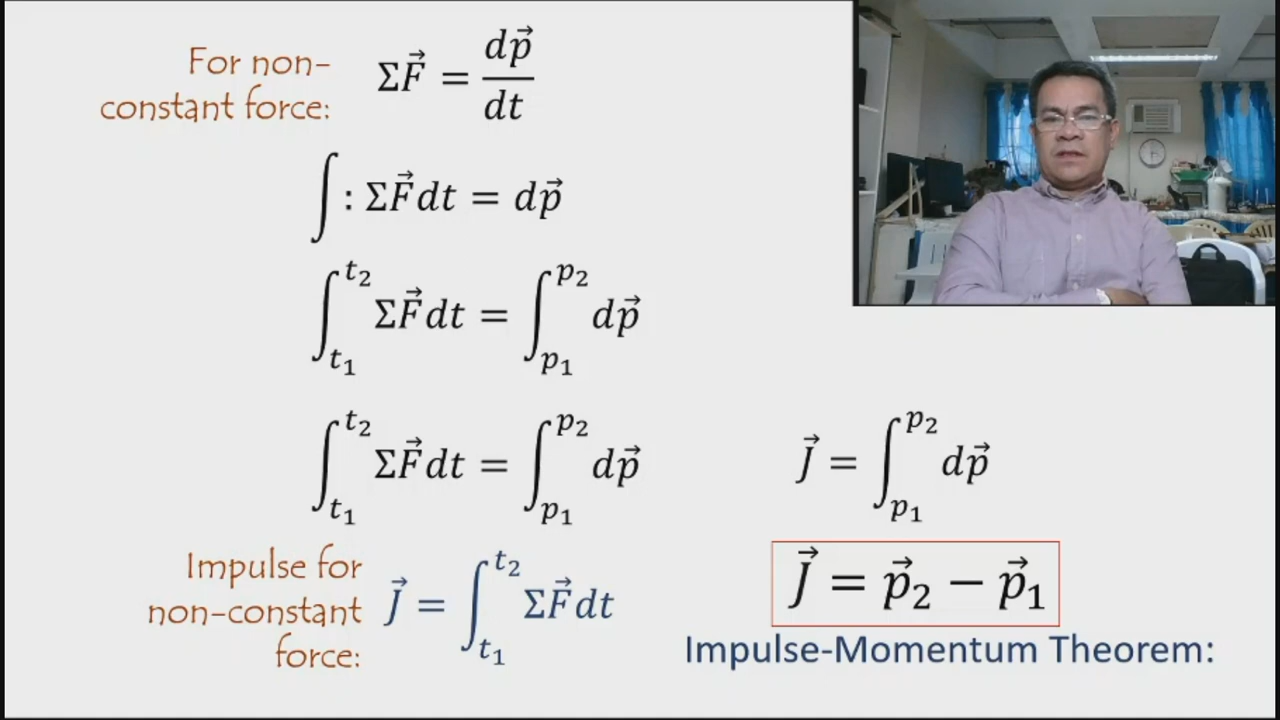 For non-
constant force:
Σ𝐹⃗ = d𝑝⃗/dt
∫ : Σ𝐹⃗dt = d𝑝⃗
∫_{t₁}^{t₂} Σ𝐹⃗dt = ∫_{p₁}^{p₂} d𝑝⃗
∫_{t₁}^{t₂} Σ𝐹⃗dt = ∫_{p₁}^{p₂} d𝑝⃗
Impulse for
non-constant
force:
𝐽⃗ = ∫_{t₁}^{t₂} Σ𝐹⃗dt
𝐽⃗ = ∫_{p₁}^{p₂} d𝑝⃗
𝐽⃗ = 𝑝⃗₂ − 𝑝⃗₁
Impulse-Momentum Theorem: